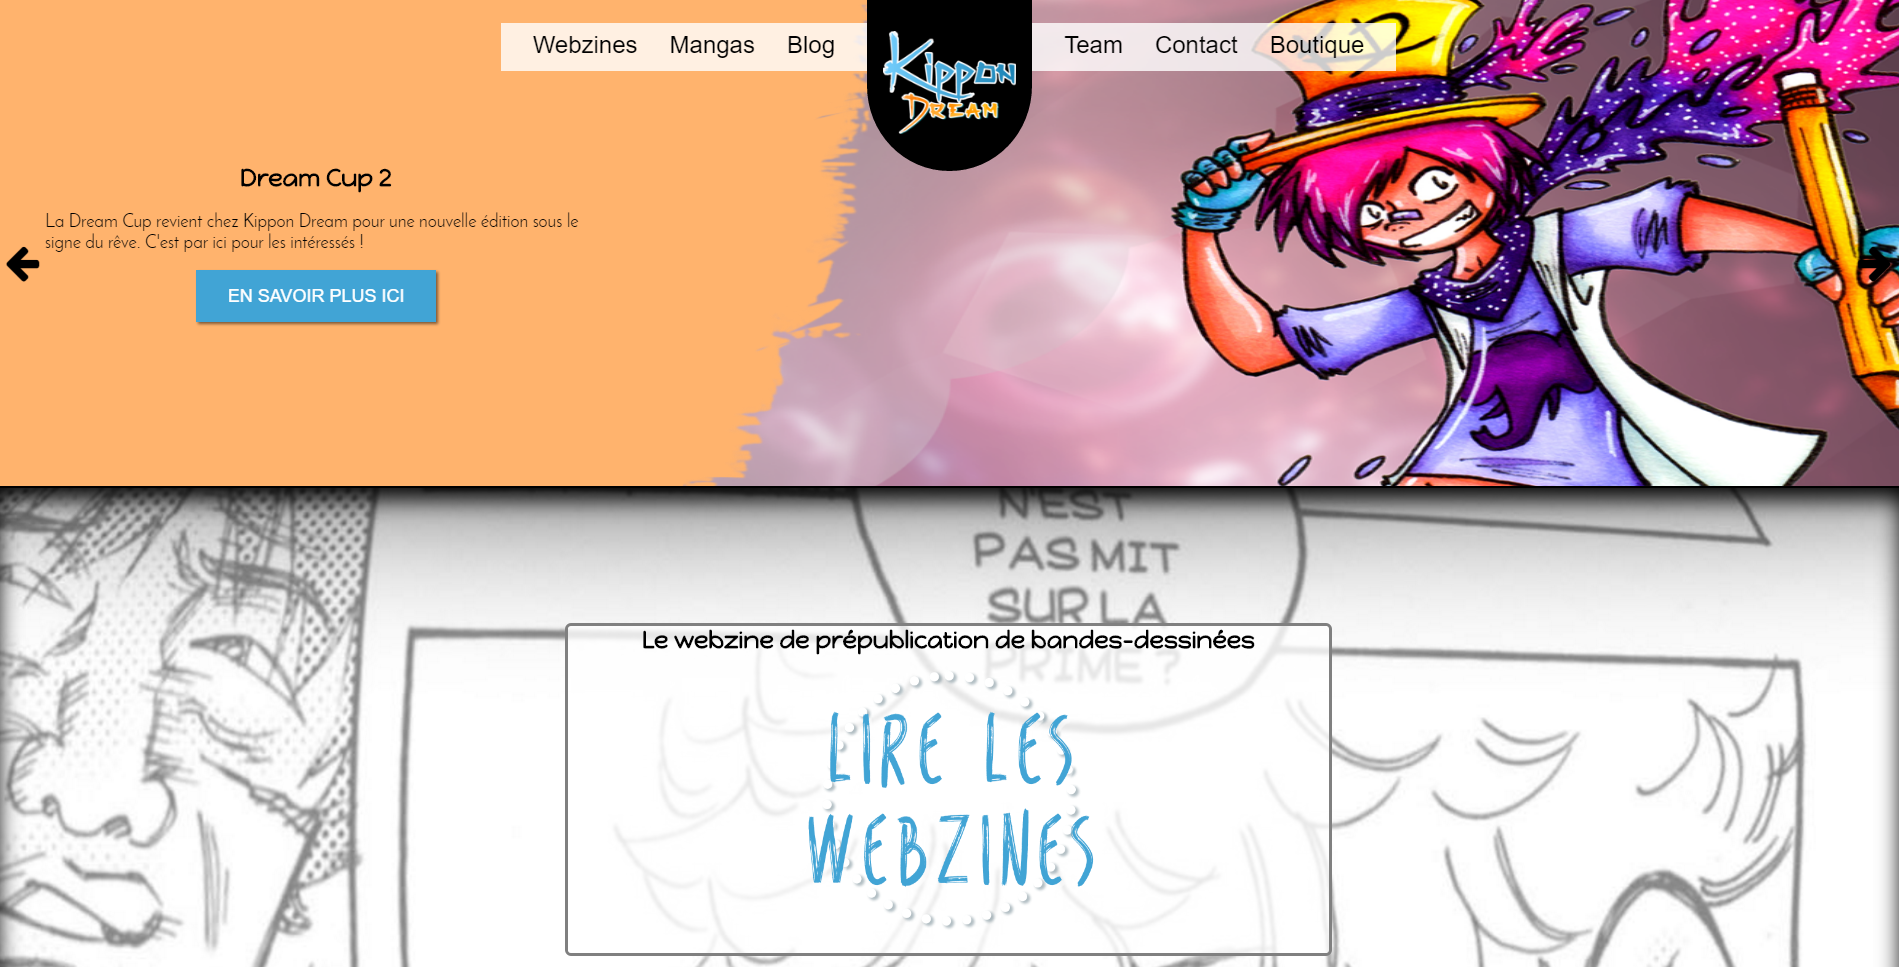 Webzines Mangas Blog
Kippon
Dream
Team Contact Boutique
Dream Cup 2
La Dream Cup revient chez Kippon Dream pour une nouvelle édition sous le
signe du rêve. C'est par ici pour les intéressés !
EN SAVOIR PLUS ICI
N'EST
PAS MIT
SUR LA
PRIME ?
Le webzine de prépublication de bandes-dessinées
LIRE LES
WEBZINES